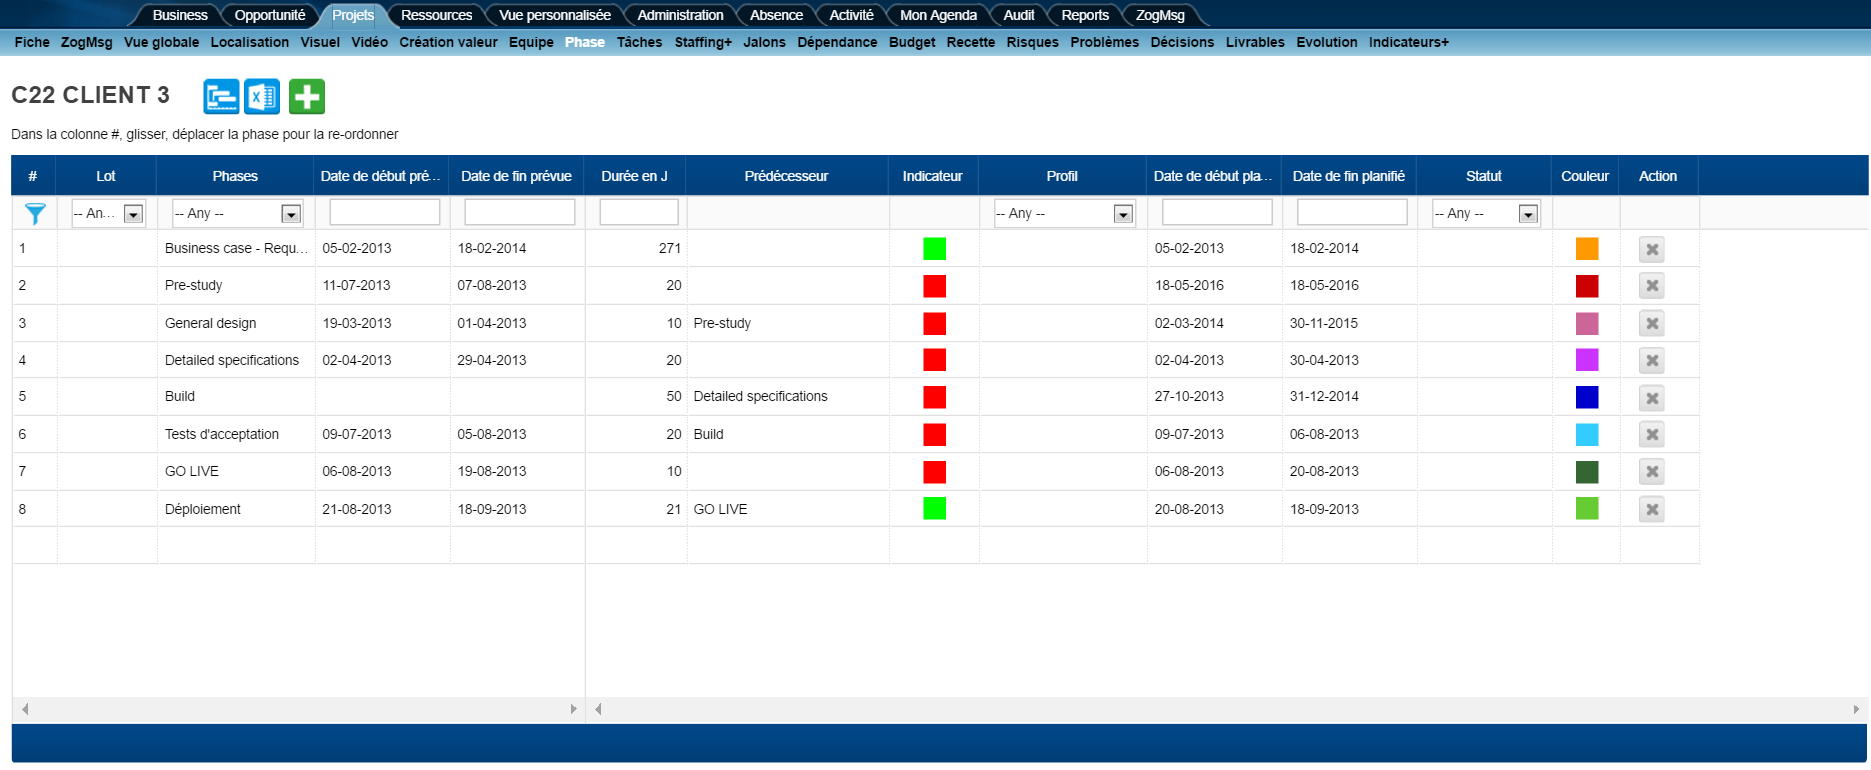 Business Opportunité Projets Ressources Vue personnalisée Administration Absence Activité Mon Agenda Audit Reports ZogMsg
Fiche ZogMsg Vue globale Localisation Visuel Vidéo Création valeur Equipe Phase Tâches Staffing+ Jalons Dépendance Budget Recette Risques Problèmes Décisions Livrables Evolution Indicateurs+
C22 CLIENT 3
Dans la colonne #, glisser, déplacer la phase pour la re-ordonner
# Lot Phases Date de début pré... Date de fin prévue Durée en J Prédécesseur Indicateur Profil Date de début pla... Date de fin planifié Statut Couleur Action
-- An... -- Any -- -- Any -- -- Any --
1 Business case - Requ... 05-02-2013 18-02-2014 271 05-02-2013 18-02-2014
2 Pre-study 11-07-2013 07-08-2013 20 18-05-2016 18-05-2016
3 General design 19-03-2013 01-04-2013 10 Pre-study 02-03-2014 30-11-2015
4 Detailed specifications 02-04-2013 29-04-2013 20 02-04-2013 30-04-2013
5 Build 50 Detailed specifications 27-10-2013 31-12-2014
6 Tests d'acceptation 09-07-2013 05-08-2013 20 Build 09-07-2013 06-08-2013
7 GO LIVE 06-08-2013 19-08-2013 10 06-08-2013 20-08-2013
8 Déploiement 21-08-2013 18-09-2013 21 GO LIVE 20-08-2013 18-09-2013